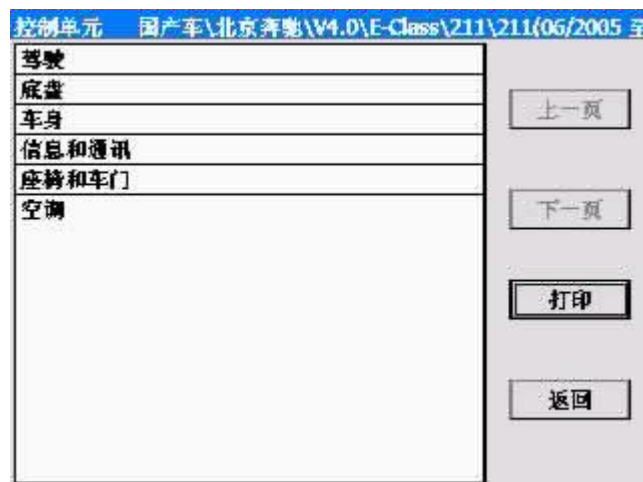 控制单元 国产车\北京奔驰\V4.0\E-Class\211\211(06/2005 至
驾驶
底盘
车身
信息和通讯
座椅和车门
空调
上一页
下一页
打印
返回